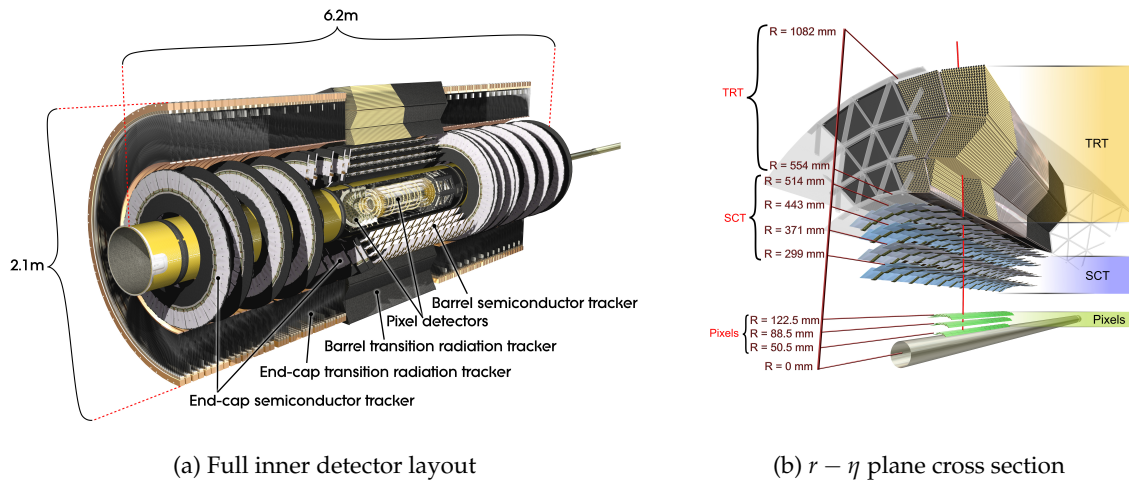 6.2m
2.1m
Barrel semiconductor tracker
Pixel detectors
Barrel transition radiation tracker
End-cap transition radiation tracker
End-cap semiconductor tracker
(a) Full inner detector layout
R = 1082 mm
TRT
R = 554 mm
R = 514 mm
R = 443 mm
SCT
R = 371 mm
R = 299 mm
R = 122.5 mm
Pixels
R = 88.5 mm
R = 50.5 mm
R = 0 mm
TRT
SCT
Pixels
(b) r − η plane cross section